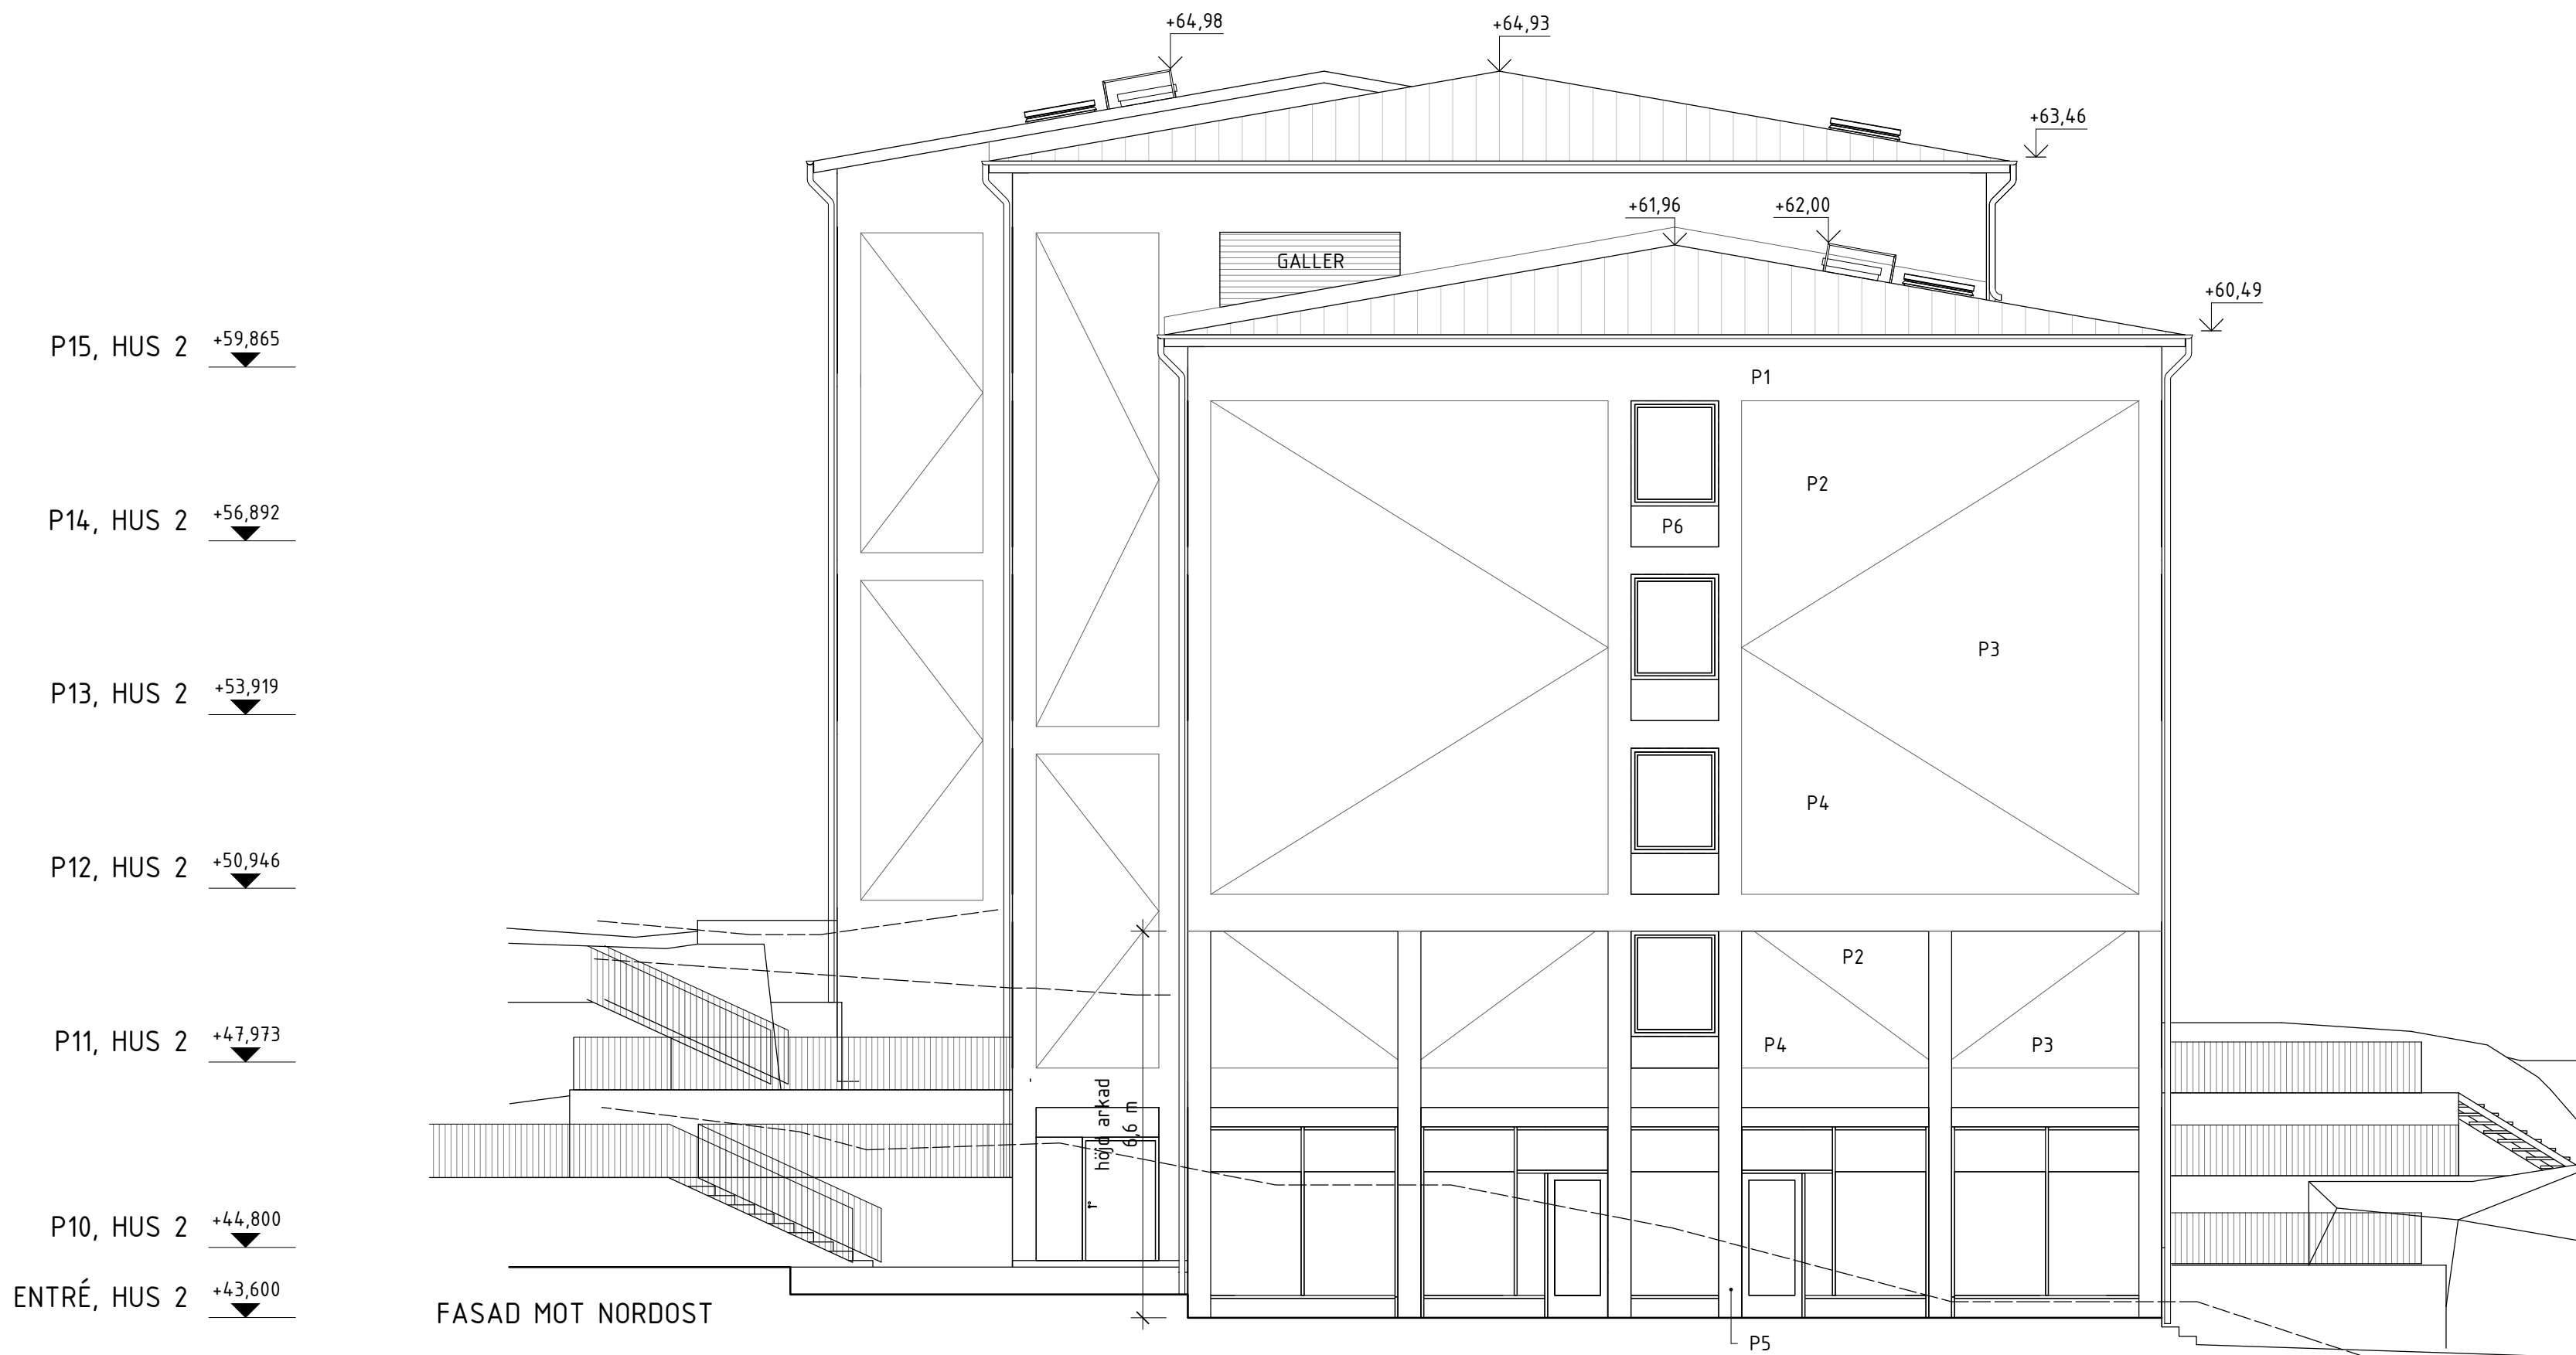 +64,98
+64,93
+63,46
+61,96
+62,00
GALLER
+60,49
P15, HUS 2 +59,865
P1
P2
P14, HUS 2 +56,892
P6
P3
P13, HUS 2 +53,919
P4
P12, HUS 2 +50,946
P2
P11, HUS 2 +47,973
P4
P3
höjd arkad
6,6 m
P10, HUS 2 +44,800
ENTRÉ, HUS 2 +43,600
FASAD MOT NORDOST
P5